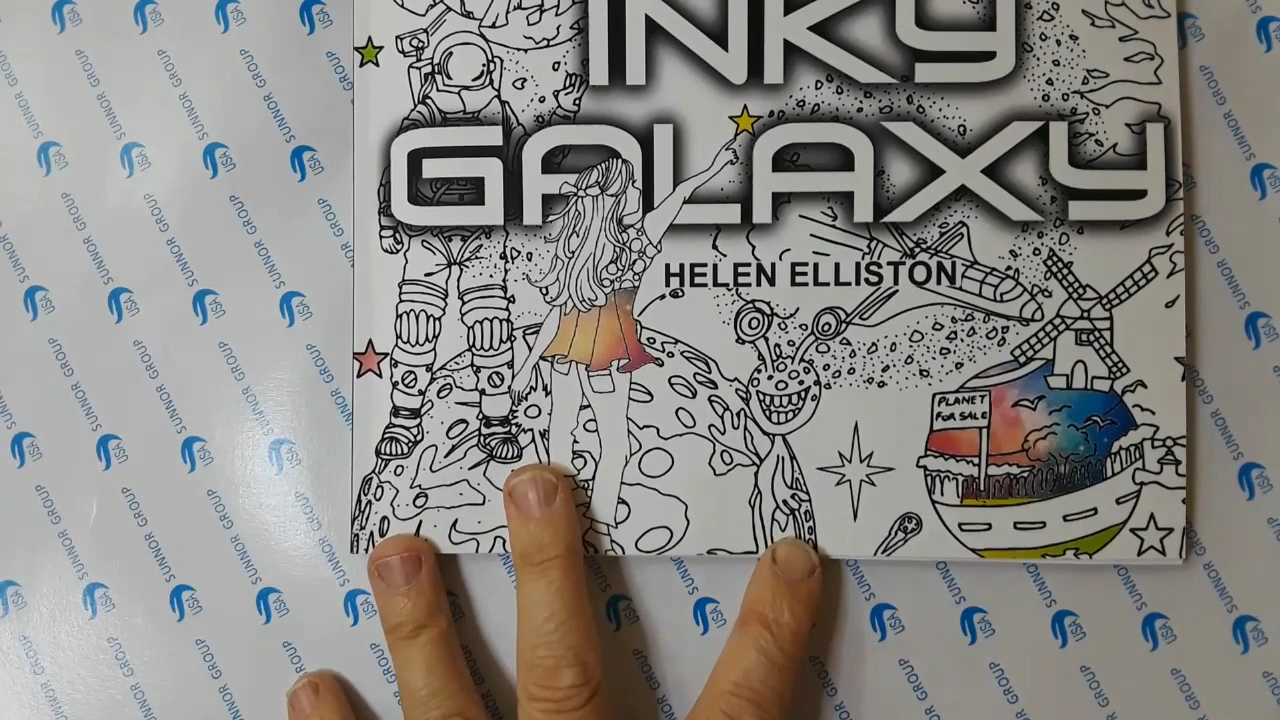 INKY
GALAXY
HELEN ELLISTON
PLANET
FOR SALE
SUNNOR GROUP
USA